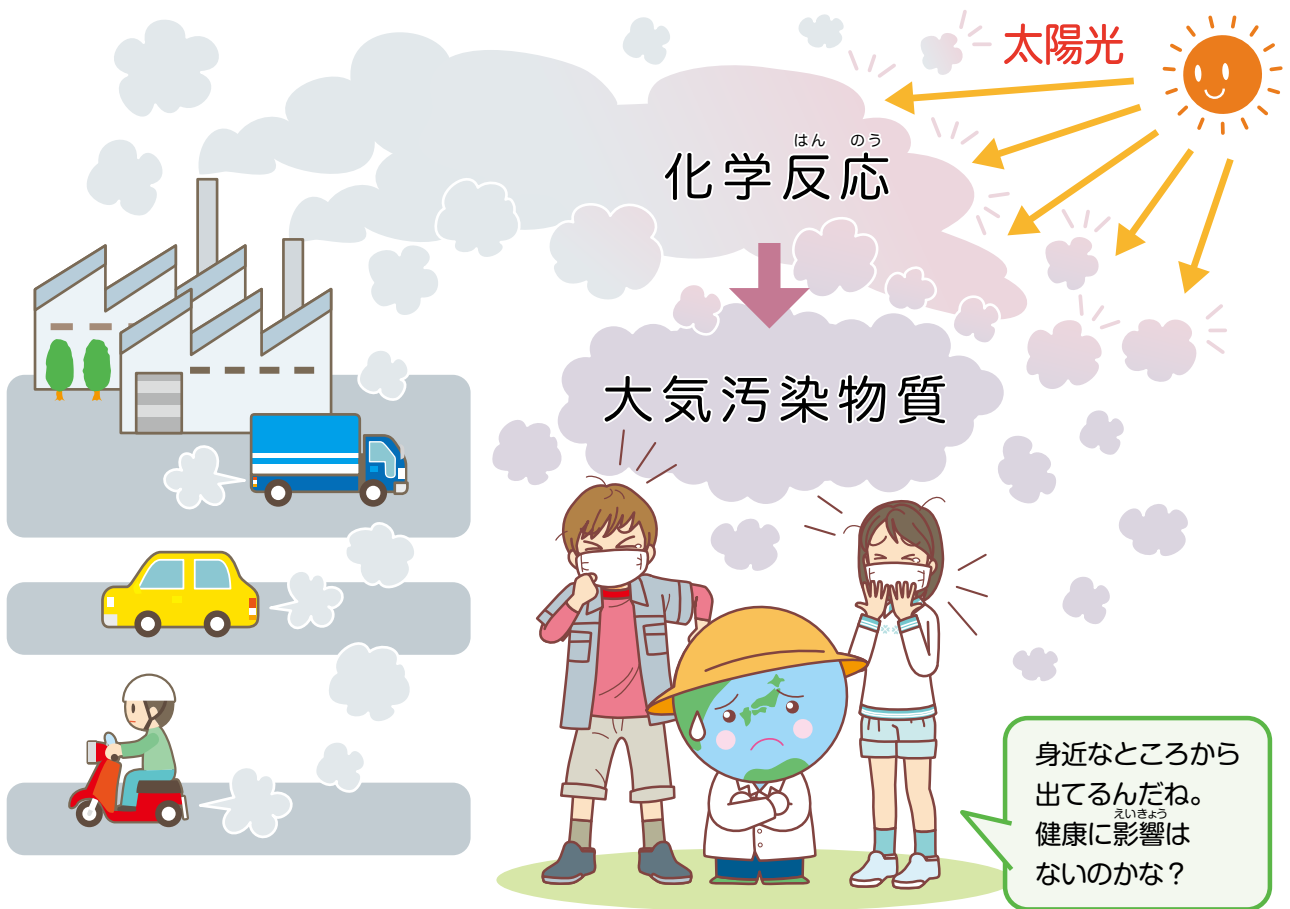 太陽光
はん のう
化学反応
大気汚染物質
身近なところから
出てるんだね。
えいきょう
健康に影響は
ないのかな？